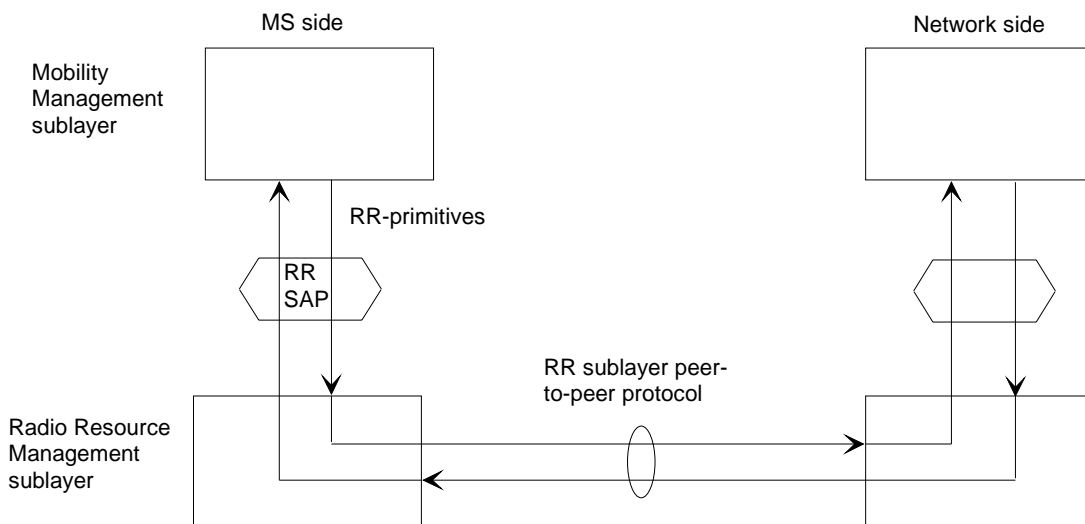 MS side
Network side
Mobility
Management
sublayer
RR-primitives
RR
SAP
RR sublayer peer-
to-peer protocol
Radio Resource
Management
sublayer